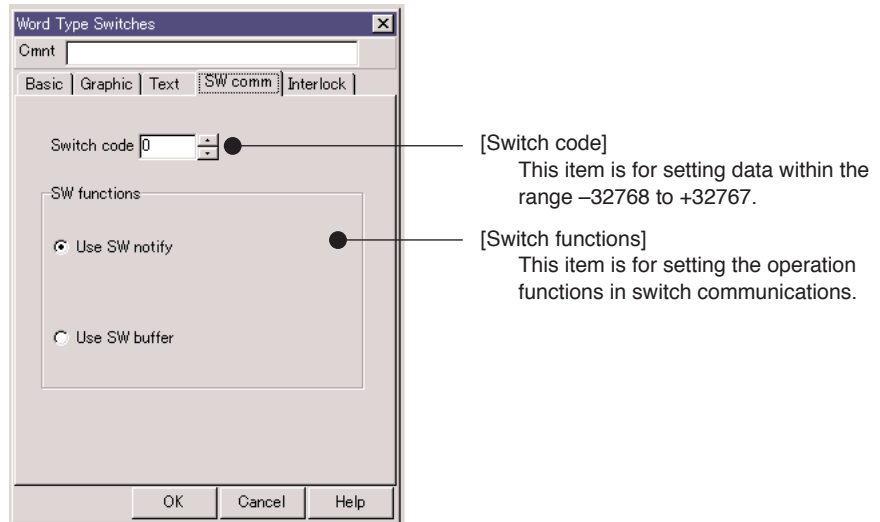 Word Type Switches
Cmnt
Basic Graphic Text SW comm Interlock
Switch code 0
[Switch code]
This item is for setting data within the
range –32768 to +32767.
SW functions
[Switch functions]
This item is for setting the operation
functions in switch communications.
Use SW notify
Use SW buffer
OK Cancel Help